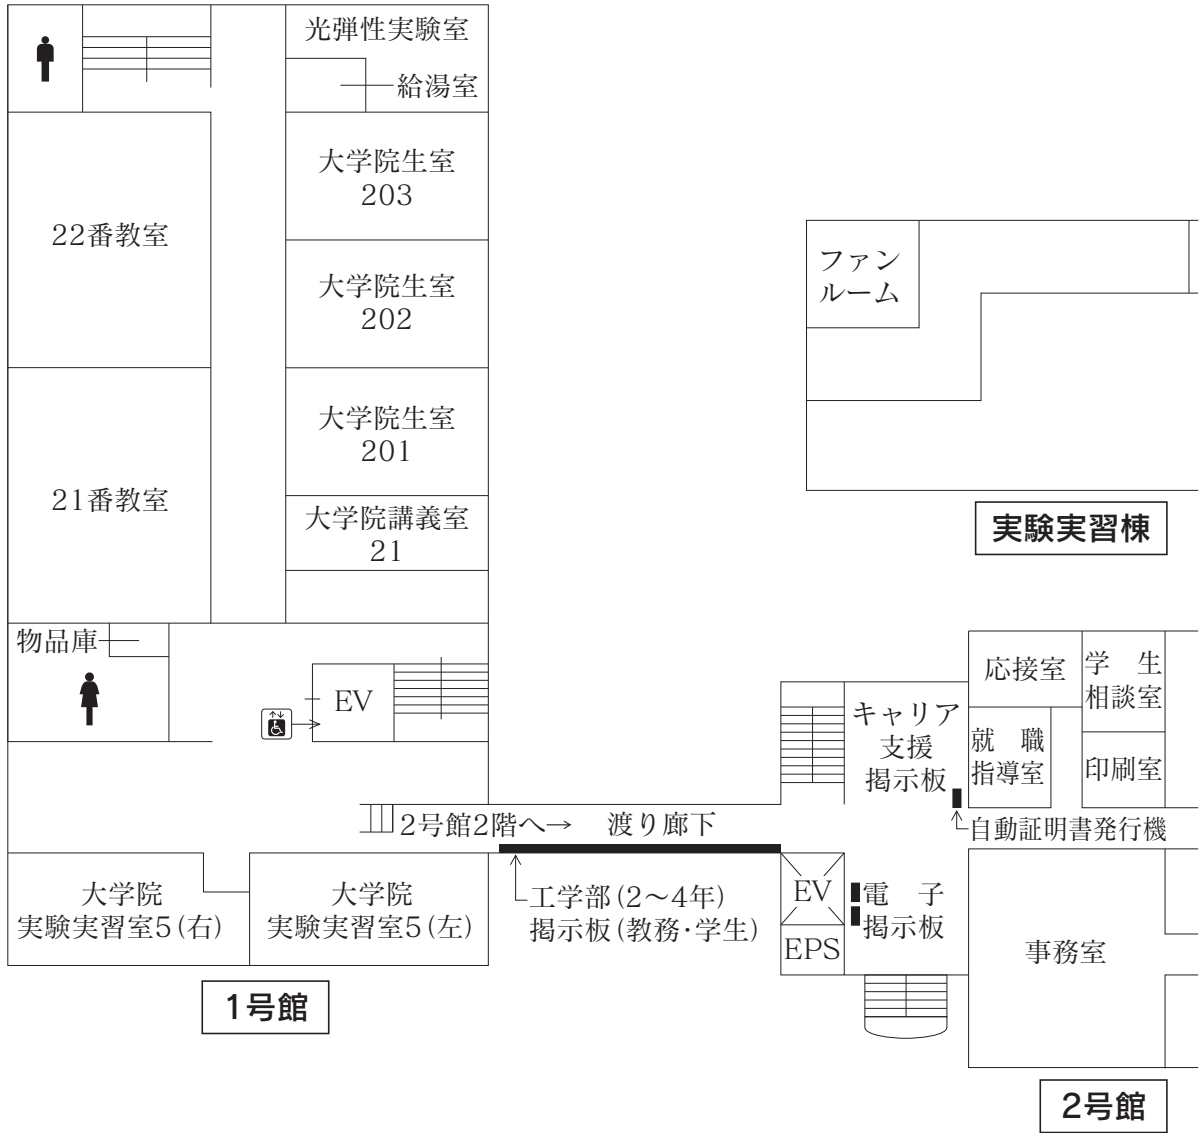 光弾性実験室
給湯室
大学院生室
203
22番教室
大学院生室
202
ファン
ルーム
大学院生室
201
21番教室
大学院講義室
21
実験実習棟
物品庫
EV
応接室
学 生
相談室
キャリア
支援
掲示板
就 職
指導室
印刷室
自動証明書発行機
2号館2階へ→
渡り廊下
大学院
実験実習室5(右)
大学院
実験実習室5(左)
工学部(2〜4年)
掲示板(教務・学生)
EV
電 子
掲示板
EPS
事務室
1号館
2号館